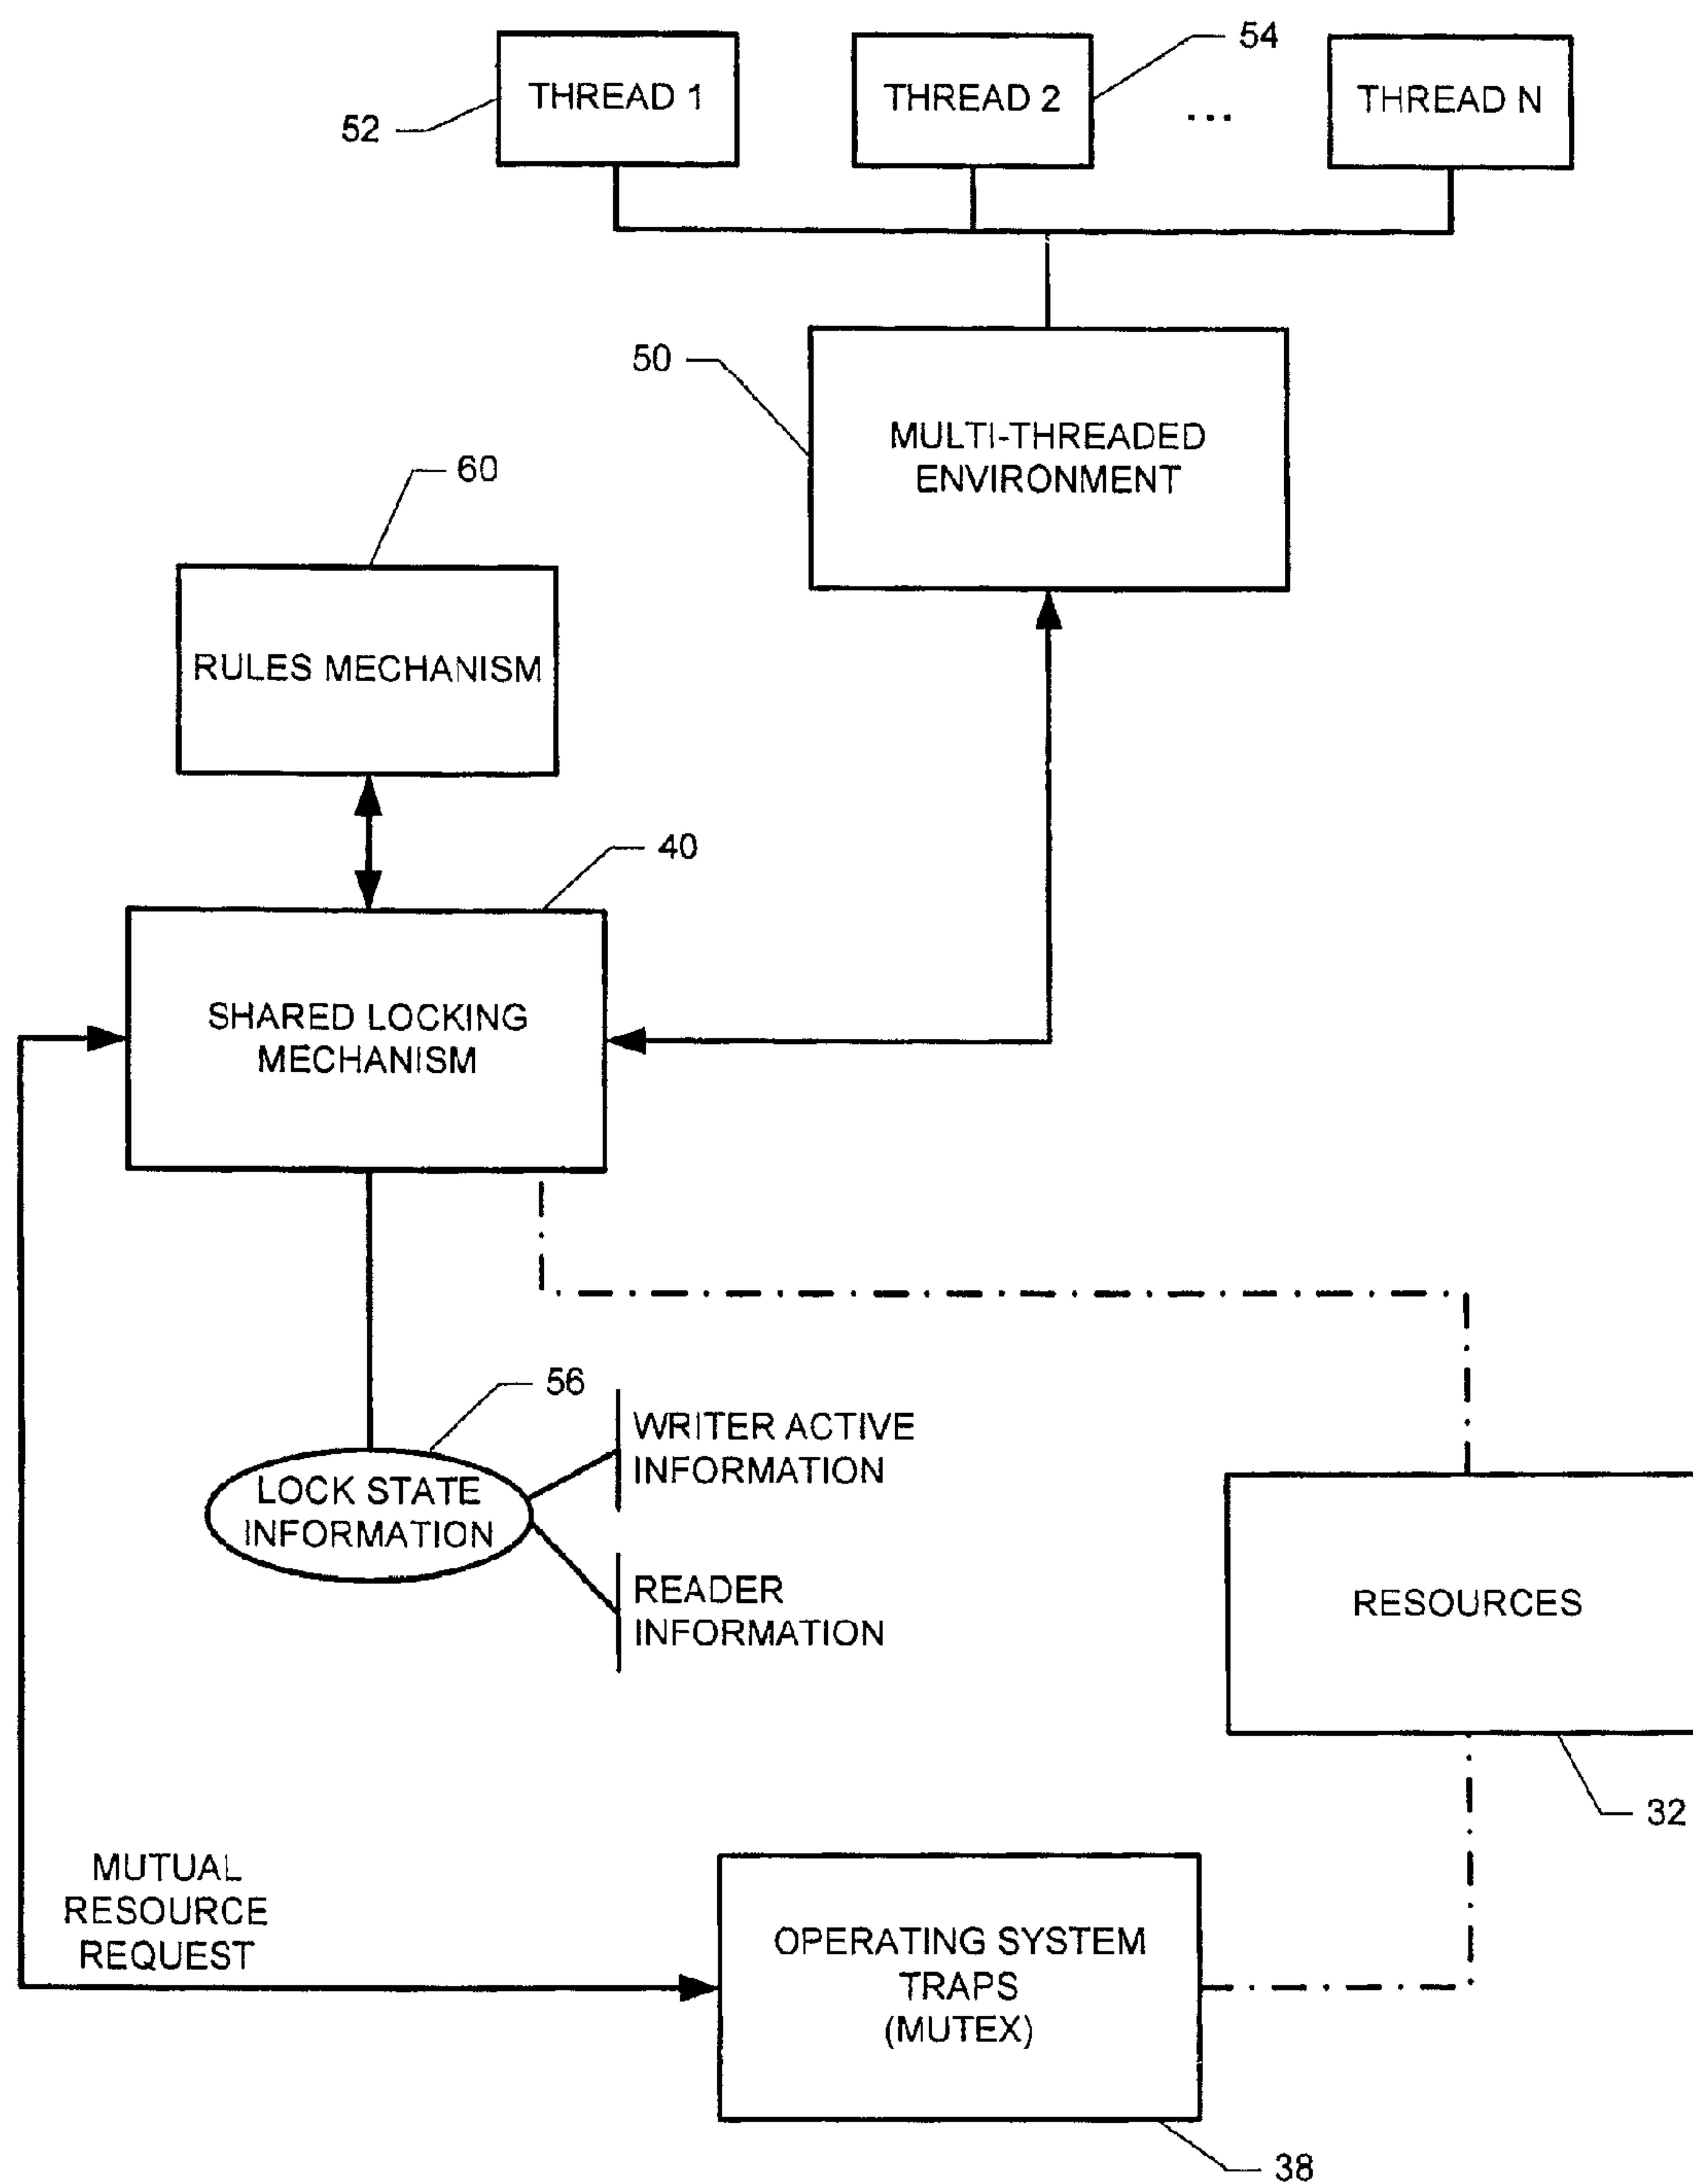 54
THREAD 1
THREAD 2
...
THREAD N
52
50
MULTI-THREADED
ENVIRONMENT
60
RULES MECHANISM
40
SHARED LOCKING
MECHANISM
56
WRITER ACTIVE
INFORMATION
LOCK STATE
INFORMATION
READER
INFORMATION
RESOURCES
32
MUTUAL
RESOURCE
REQUEST
OPERATING SYSTEM
TRAPS
(MUTEX)
38